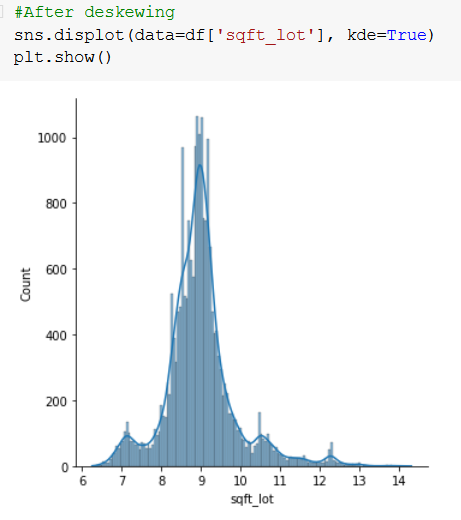 #After deskewing
sns.displot(data=df['sqft_lot'], kde=True)
plt.show()
1000
800
600
400
200
0
Count
6 7 8 9 10 11 12 13 14
sqft_lot